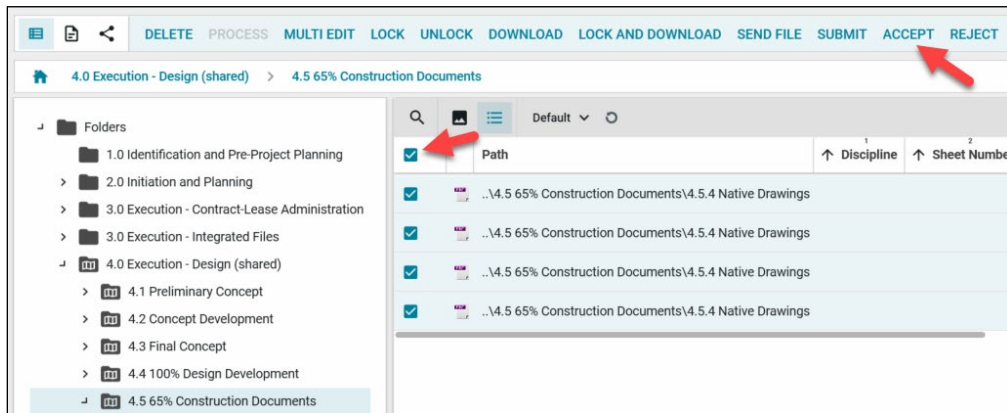 DELETE PROCESS MULTI EDIT LOCK UNLOCK DOWNLOAD LOCK AND DOWNLOAD SEND FILE SUBMIT ACCEPT REJECT
4.0 Execution - Design (shared) > 4.5 65% Construction Documents
Folders
1.0 Identification and Pre-Project Planning
2.0 Initiation and Planning
3.0 Execution - Contract-Lease Administration
3.0 Execution - Integrated Files
4.0 Execution - Design (shared)
4.1 Preliminary Concept
4.2 Concept Development
4.3 Final Concept
4.4 100% Design Development
4.5 65% Construction Documents
Default
Path 1 Discipline 2 Sheet Numbe
..\4.5 65% Construction Documents\4.5.4 Native Drawings
..\4.5 65% Construction Documents\4.5.4 Native Drawings
..\4.5 65% Construction Documents\4.5.4 Native Drawings
..\4.5 65% Construction Documents\4.5.4 Native Drawings